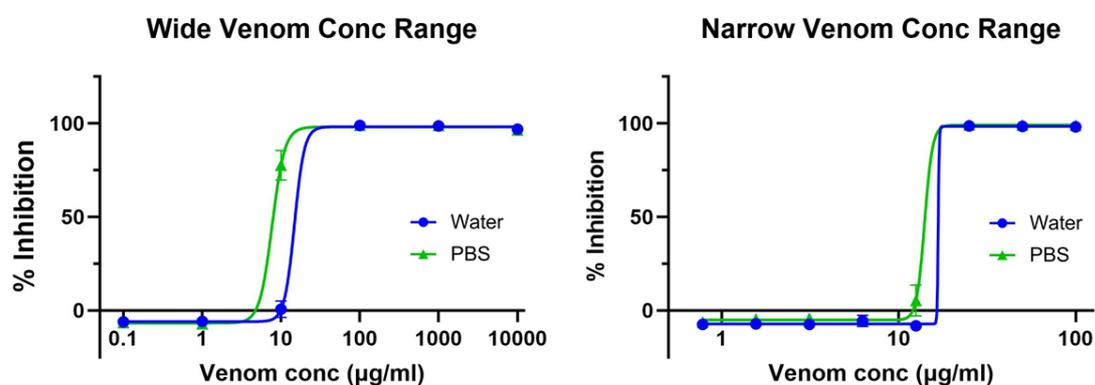 Wide Venom Conc Range
% Inhibition
100
50
0
0.1 1 10 100 1000 10000
Venom conc (µg/ml)
Water
PBS
Narrow Venom Conc Range
% Inhibition
100
50
0
1 10 100
Venom conc (µg/ml)
Water
PBS